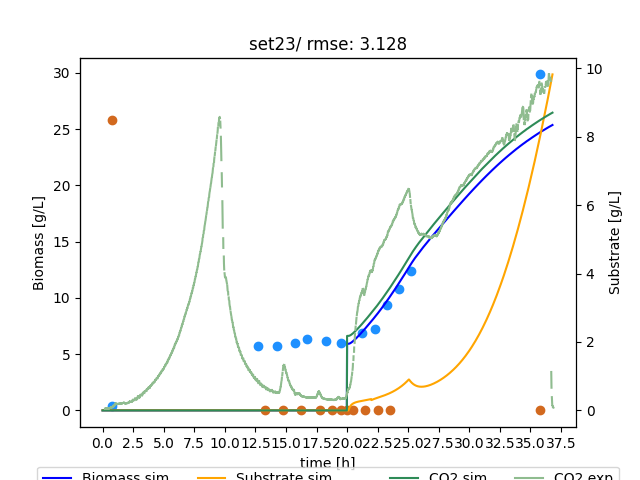 set23/ rmse: 3.128
30
25
20
15
10
5
0
Biomass [g/L]
10
8
6
4
2
0
Substrate [g/L]
0.0 2.5 5.0 7.5 10.0 12.5 15.0 17.5 20.0 22.5 25.0 27.5 30.0 32.5 35.0 37.5
time [h]
Biomass sim Substrate sim CO2 sim CO2 exp